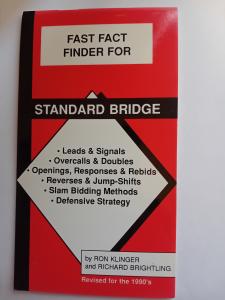 FAST FACT
FINDER FOR
STANDARD BRIDGE
• Leads & Signals
• Overcalls & Doubles
• Openings, Responses & Rebids
• Reverses & Jump-Shifts
• Slam Bidding Methods
• Defensive Strategy
by RON KLINGER
and RICHARD BRIGHTLING
Revised for the 1990's